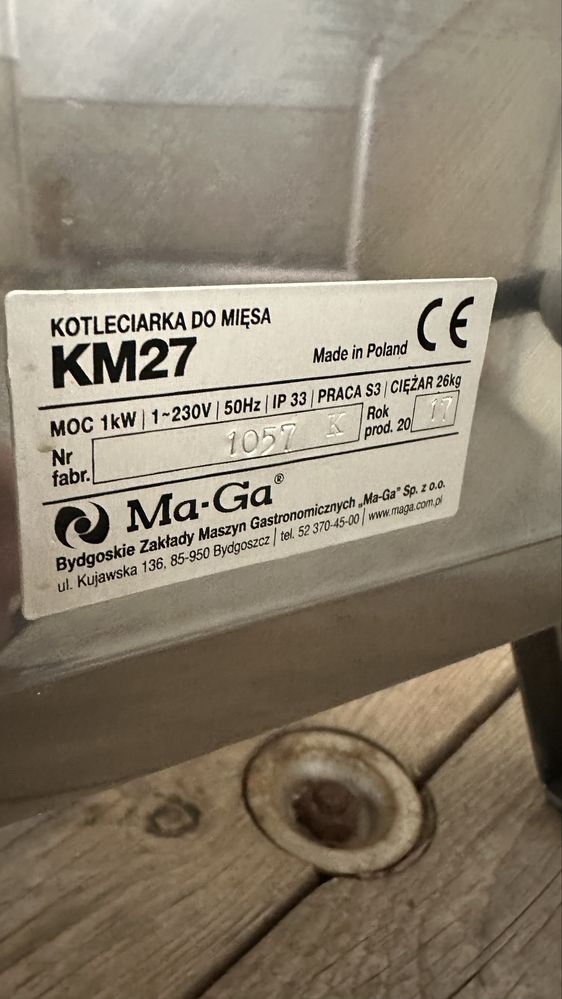 KOTLECIARKA DO MIĘSA
KM27
Made in Poland CE
MOC 1kW | 1~230V | 50Hz | IP 33 | PRACA S3 | CIĘŻAR 26kg
Nr fabr. 1057 K Rok prod. 20 17
Ma-Ga®
Bydgoskie Zakłady Maszyn Gastronomicznych „Ma-Ga" Sp. z o.o.
ul. Kujawska 136, 85-950 Bydgoszcz | tel. 52 370-45-00 | www.maga.com.pl